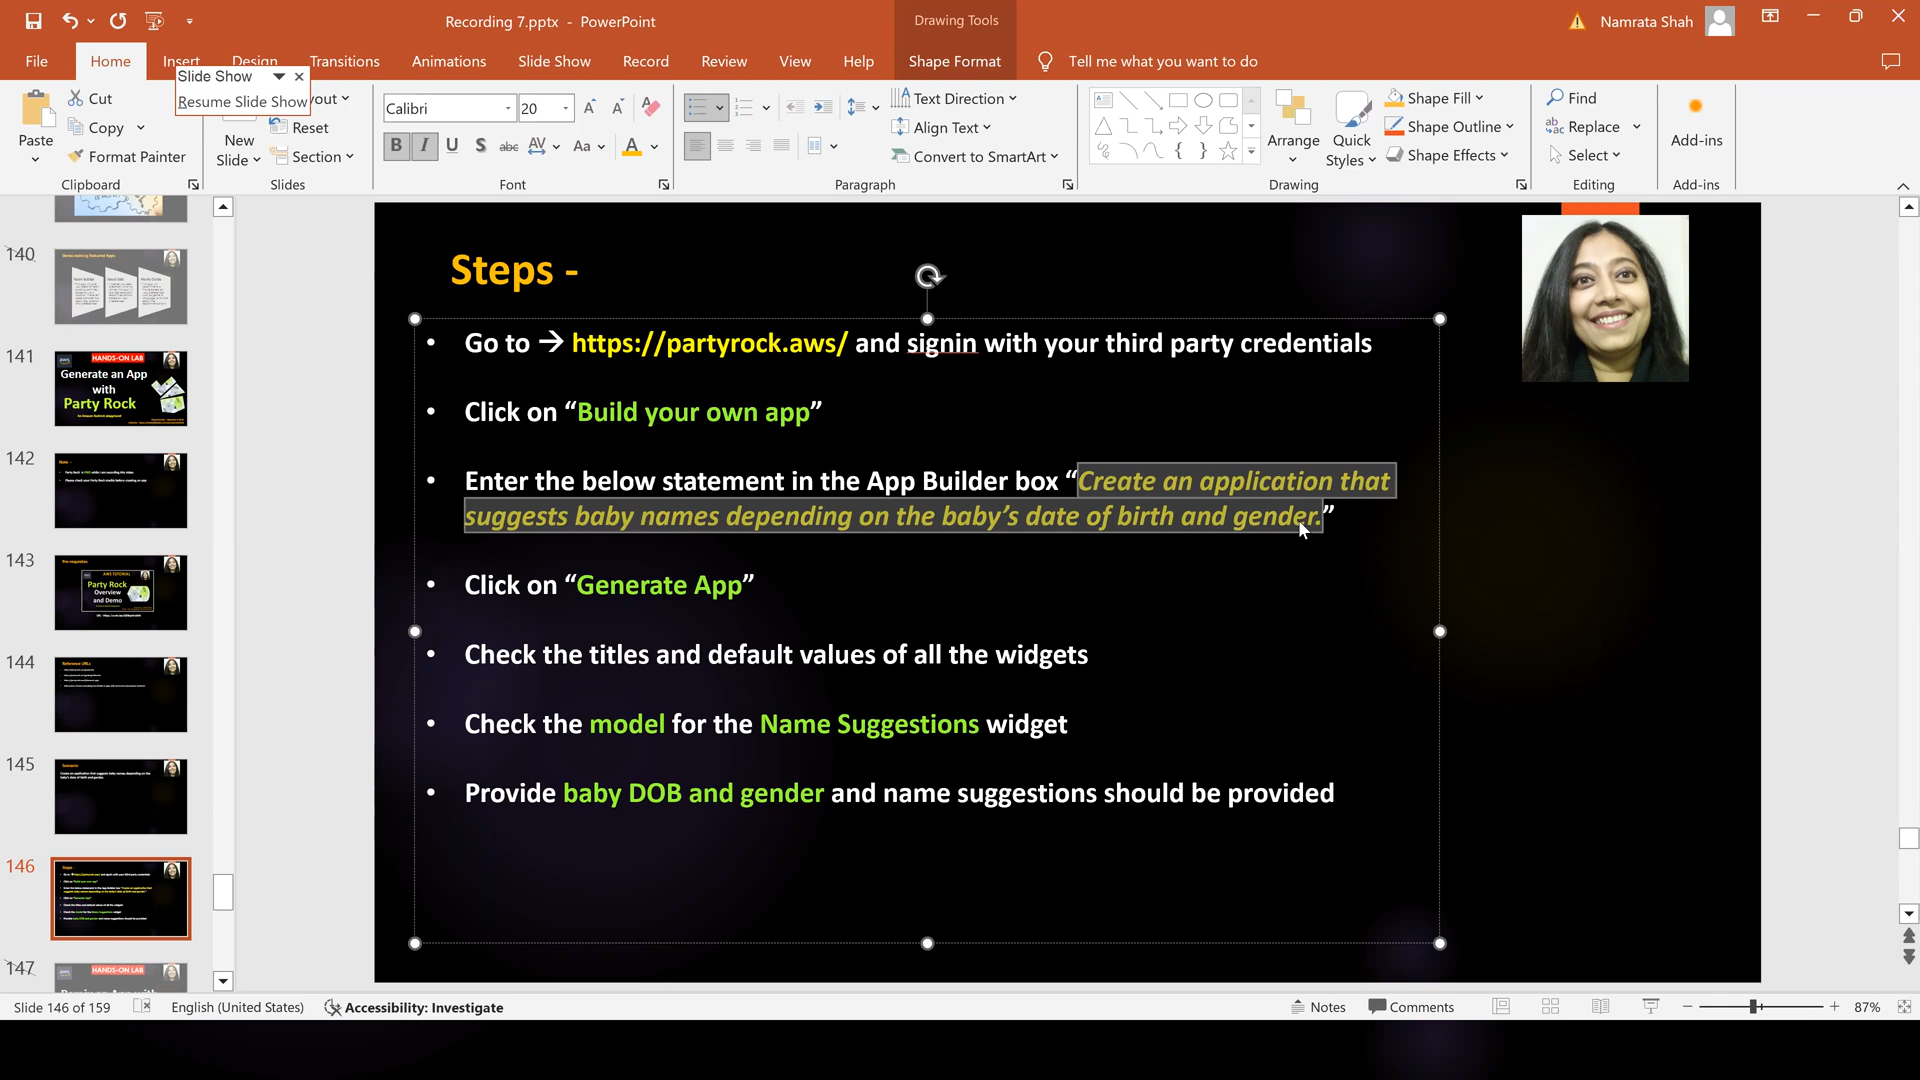 Recording 7.pptx - PowerPoint
Drawing Tools
Namrata Shah
File
Home
Insert
Design
Transitions
Animations
Slide Show
Record
Review
View
Help
Shape Format
Tell me what you want to do
Slide Show
Resume Slide Show
Paste
Cut
Copy
Format Painter
Clipboard
New
Slide
out
Reset
Section
Slides
Calibri
20
B I U S abc AV Aa A
Font
Text Direction
Align Text
Convert to SmartArt
Paragraph
Arrange
Quick
Styles
Shape Fill
Shape Outline
Shape Effects
Drawing
Find
Replace
Select
Editing
Add-ins
Add-ins
140
141
HANDS-ON LAB
Generate an App
with
Party Rock
142
143
AWS TUTORIAL
Party Rock
Overview
and Demo
144
Reference URLs
145
Scenario
146
Steps -
147
HANDS-ON LAB
Steps -
• Go to → https://partyrock.aws/ and signin with your third party credentials
• Click on “Build your own app”
• Enter the below statement in the App Builder box “Create an application that
suggests baby names depending on the baby’s date of birth and gender.”
• Click on “Generate App”
• Check the titles and default values of all the widgets
• Check the model for the Name Suggestions widget
• Provide baby DOB and gender and name suggestions should be provided
Slide 146 of 159
English (United States)
Accessibility: Investigate
Notes
Comments
87%